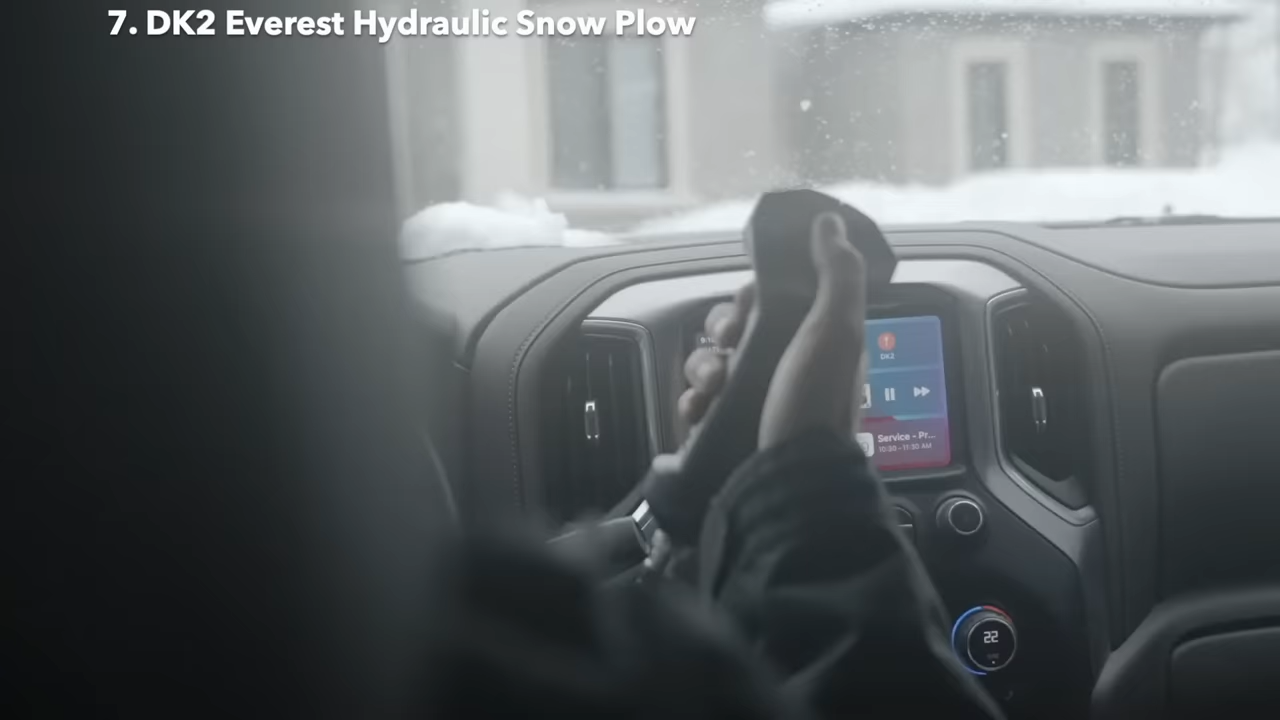 7. DK2 Everest Hydraulic Snow Plow
DK2
Service - Pr...
10:30 - 11:30 AM
22